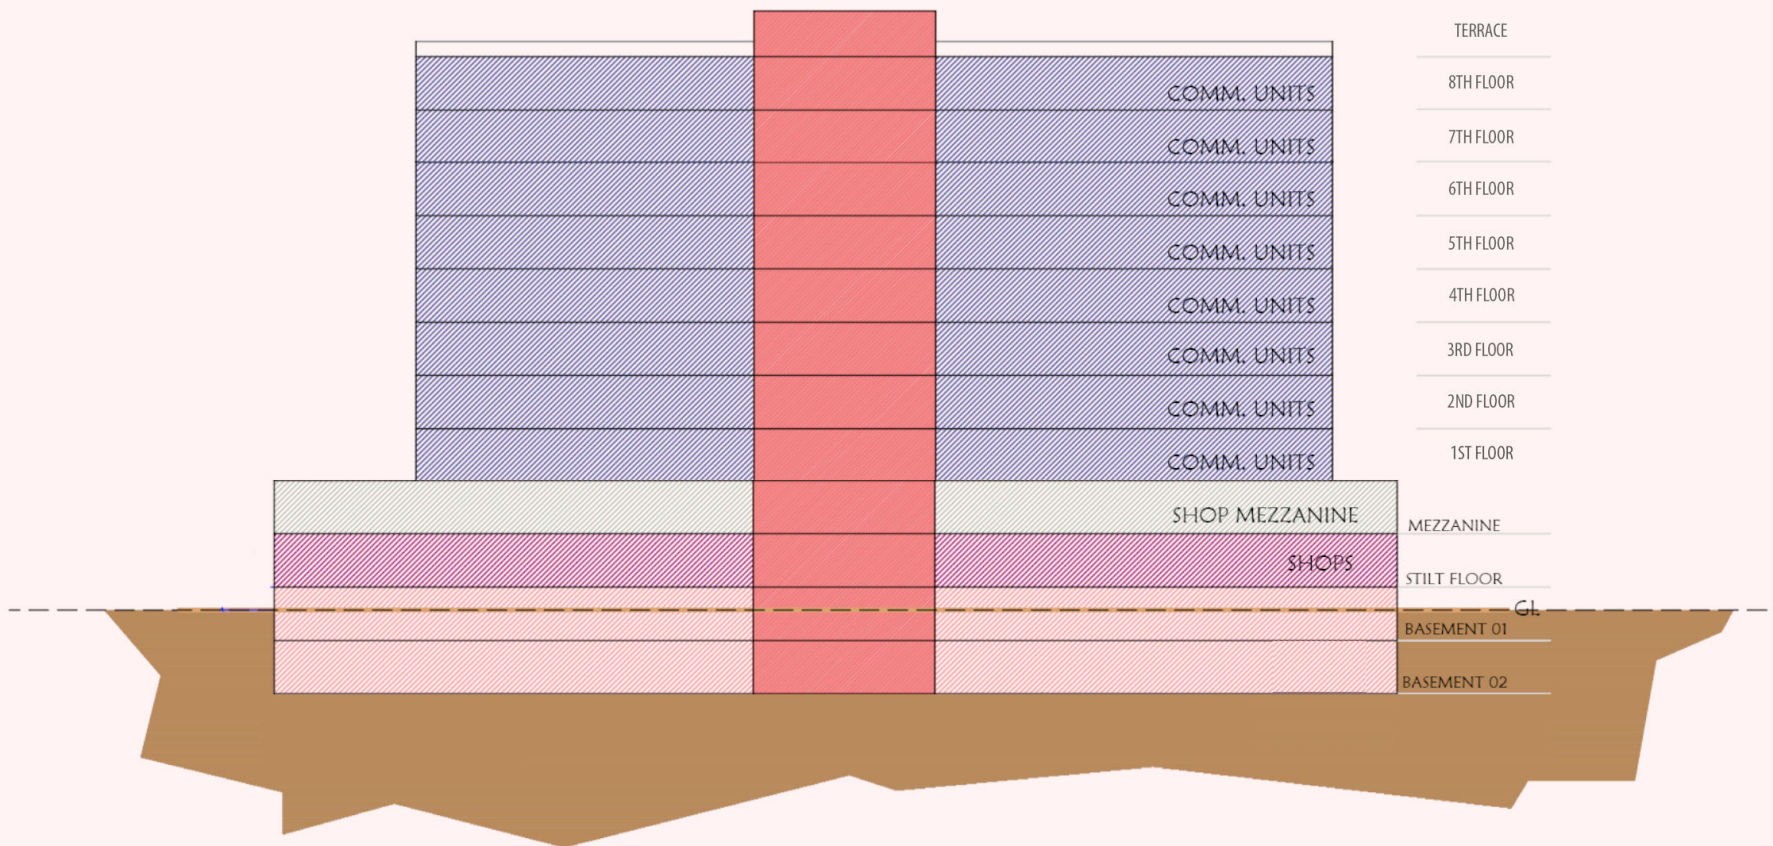 TERRACE
8TH FLOOR
COMM. UNITS
7TH FLOOR
COMM. UNITS
6TH FLOOR
COMM. UNITS
5TH FLOOR
COMM. UNITS
4TH FLOOR
COMM. UNITS
3RD FLOOR
COMM. UNITS
2ND FLOOR
COMM. UNITS
1ST FLOOR
COMM. UNITS
SHOP MEZZANINE
MEZZANINE
SHOPS
STILT FLOOR
GL
BASEMENT 01
BASEMENT 02